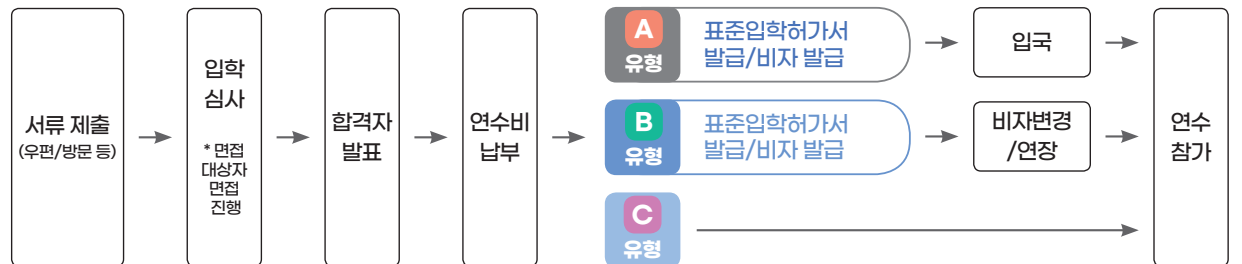 서류 제출
(우편/방문 등)
입학
심사
* 면접
대상자
면접
진행
합격자
발표
연수비
납부
A
유형
표준입학허가서
발급/비자 발급
입국
B
유형
표준입학허가서
발급/비자 발급
비자변경
/연장
C
유형
연수
참가